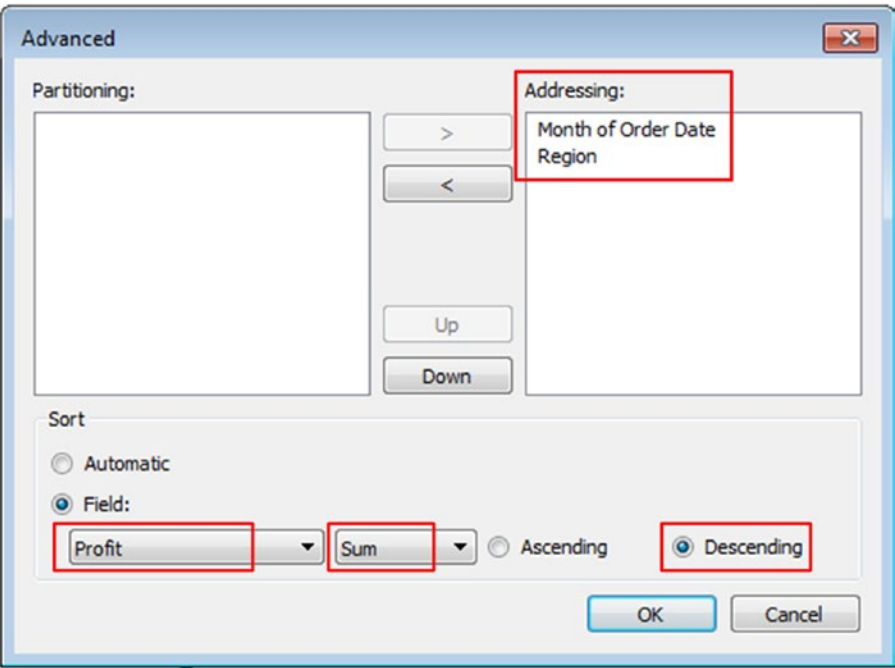 Advanced
Partitioning:
Addressing:
>
Month of Order Date
Region
<
Up
Down
Sort
Automatic
Field:
Profit Sum Ascending Descending
OK Cancel